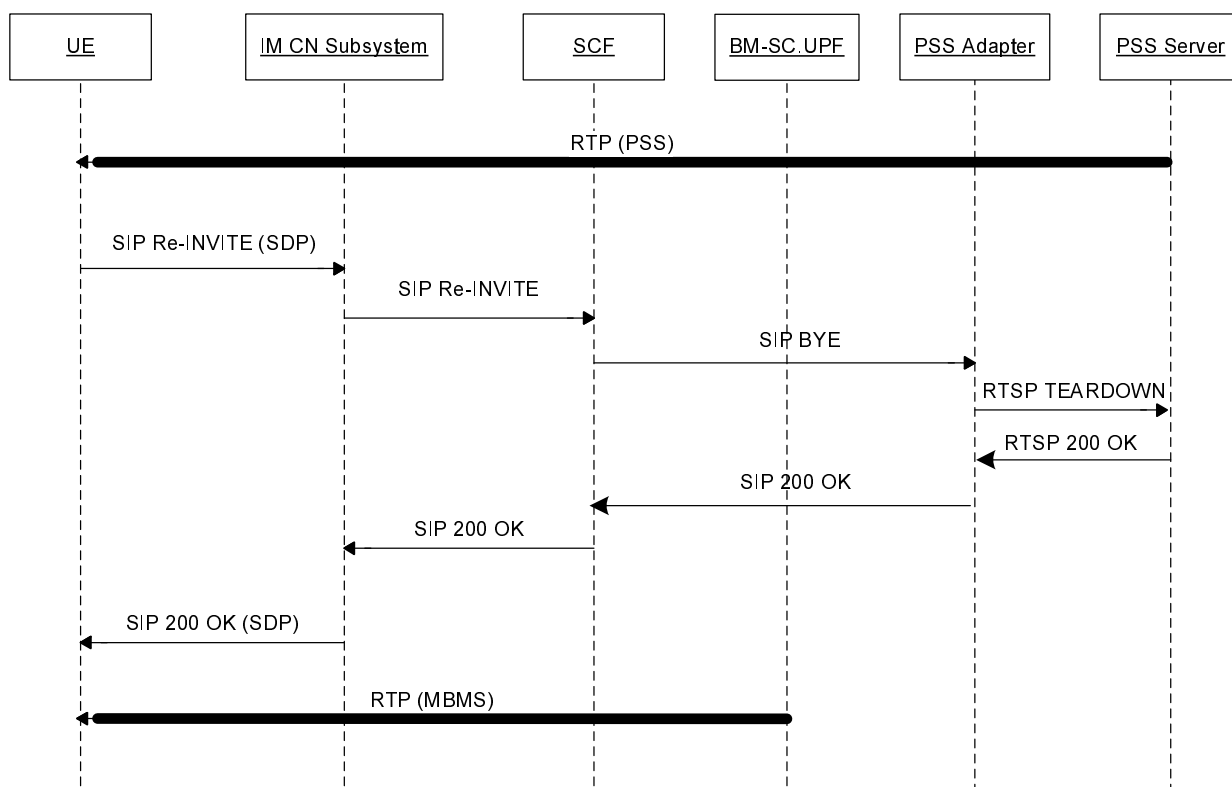 UE
IM CN Subsystem
SCF
BM-SC.UPF
PSS Adapter
PSS Server
RTP (PSS)
SIP Re-INVITE (SDP)
SIP Re-INVITE
SIP BYE
RTSP TEARDOWN
RTSP 200 OK
SIP 200 OK
SIP 200 OK
SIP 200 OK (SDP)
RTP (MBMS)